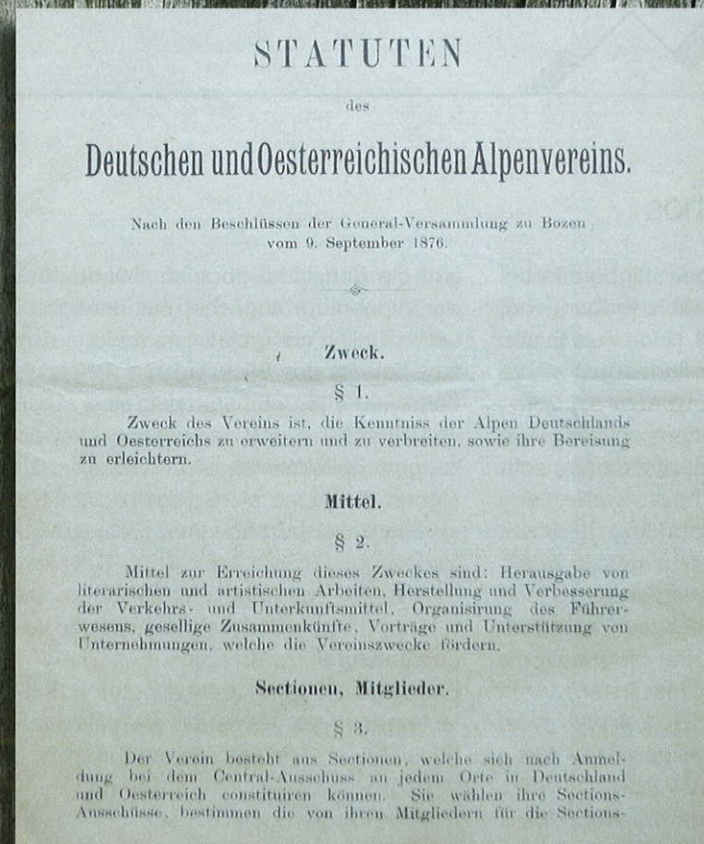 STATUTEN
des
Deutschen und Oesterreichischen Alpenvereins.
Nach den Beschlüssen der General-Versammlung zu Bozen
vom 9. September 1876.
Zweck.
§ 1.
Zweck des Vereins ist, die Kenntniss der Alpen Deutschlands
und Oesterreichs zu erweitern und zu verbreiten, sowie ihre Bereisung
zu erleichtern.
Mittel.
§ 2.
Mittel zur Erreichung dieses Zweckes sind: Herausgabe von
literarischen und artistischen Arbeiten, Herstellung und Verbesserung
der Verkehrs- und Unterkunftsmittel, Organisirung des Führer-
wesens, gesellige Zusammenkünfte, Vorträge und Unterstützung von
Unternehmungen, welche die Vereinszwecke fördern.
Sectionen, Mitglieder.
§ 3.
Der Verein besteht aus Sectionen, welche sich nach Anmel-
dung bei dem Central-Ausschuss an jedem Orte in Deutschland
und Oesterreich constituiren können. Sie wählen ihre Sections-
Ausschüsse, bestimmen die von ihren Mitgliedern für die Sections-